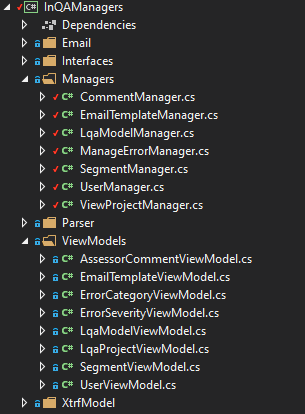 C# InQAManagers
Dependencies
Email
Interfaces
Managers
C# CommentManager.cs
C# EmailTemplateManager.cs
C# LqaModelManager.cs
C# ManageErrorManager.cs
C# SegmentManager.cs
C# UserManager.cs
C# ViewProjectManager.cs
Parser
ViewModels
C# AssessorCommentViewModel.cs
C# EmailTemplateViewModel.cs
C# ErrorCategoryViewModel.cs
C# ErrorSeverityViewModel.cs
C# LqaModelViewModel.cs
C# LqaProjectViewModel.cs
C# SegmentViewModel.cs
C# UserViewModel.cs
XtrfModel